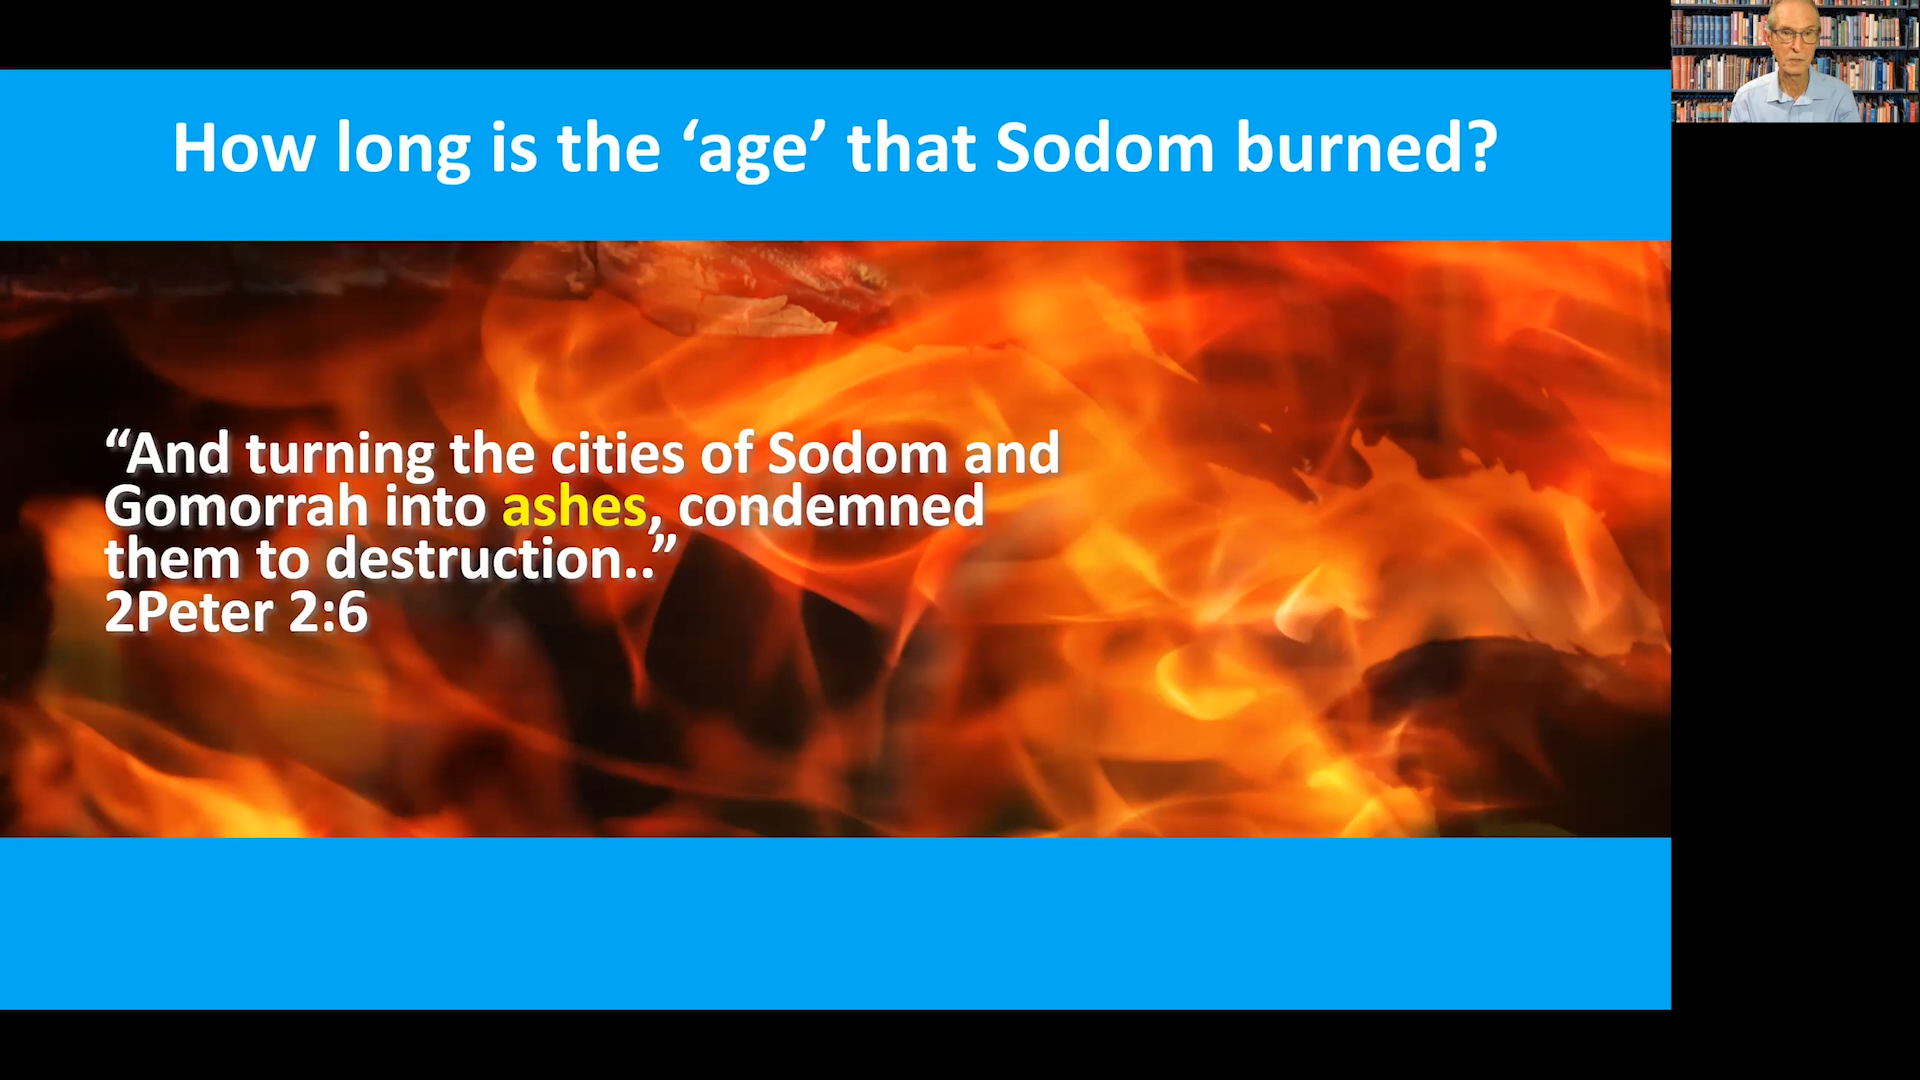 How long is the ‘age’ that Sodom burned?
“And turning the cities of Sodom and
Gomorrah into ashes, condemned
them to destruction..”
2Peter 2:6